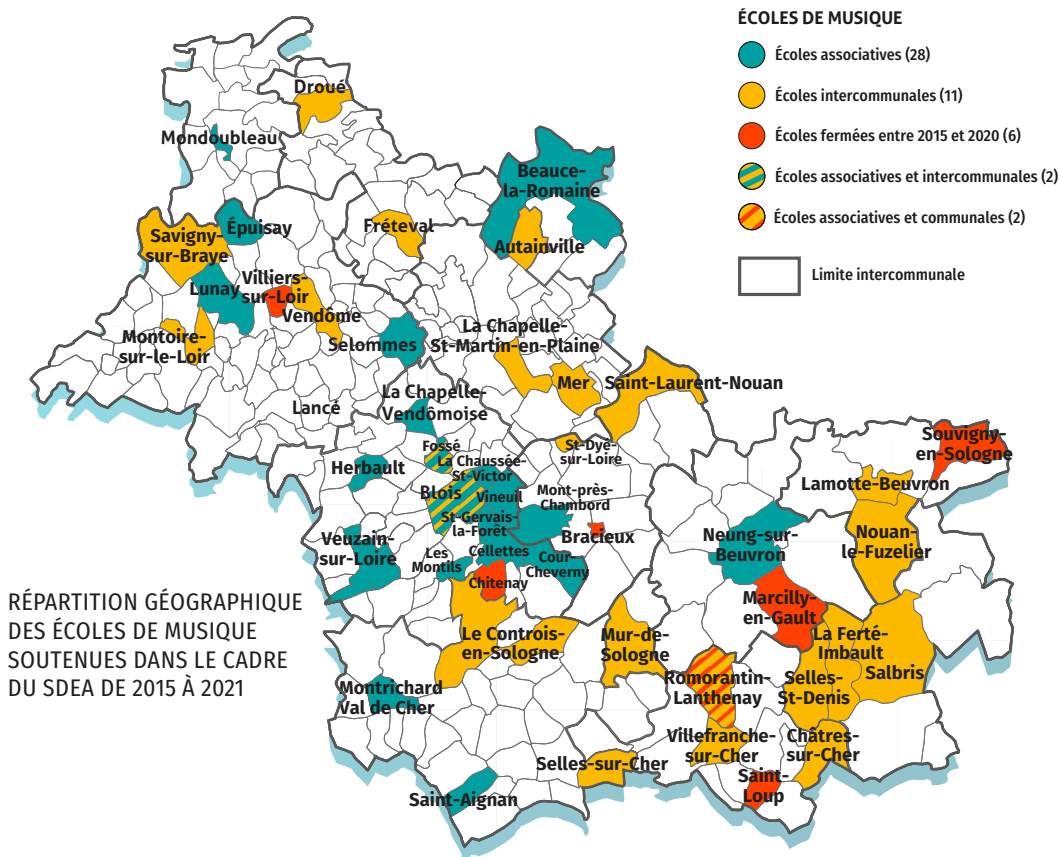 ÉCOLES DE MUSIQUE
Écoles associatives (28)
Écoles intercommunales (11)
Écoles fermées entre 2015 et 2020 (6)
Écoles associatives et intercommunales (2)
Écoles associatives et communales (2)
Limite intercommunale
Droué
Mondoubleau
Beauce-
la-Romaine
Épuisay
Fréteval
Savigny-
sur-Braye
Autainville
Lunay
Villiers-
sur-Loir
Vendôme
Montoire-
sur-le-Loir
Selommes
La Chapelle-
St-Martin-en-Plaine
Mer
Saint-Laurent-Nouan
La Chapelle-
Vendômoise
Lancé
Souvigny-
en-Sologne
Fossé
La Chaussée-
St-Victor
St-Dyé-
sur-Loire
Herbault
Lamotte-Beuvron
Blois
Vineuil
Mont-près-
Chambord
St-Gervais-
la-Forêt
Bracieux
Neung-sur-
Beuvron
Nouan-
le-Fuzelier
Veuzain-
sur-Loire
Les
Montils
Cellettes
Cour-
Cheverny
Chitenay
Marcilly-
en-Gault
RÉPARTITION GÉOGRAPHIQUE
DES ÉCOLES DE MUSIQUE
SOUTENUES DANS LE CADRE
DU SDEA DE 2015 À 2021
Le Controis-
en-Sologne
Mur-de-
Sologne
La Ferté-
Imbault
Salbris
Romorantin-
Lanthenay
Selles-
St-Denis
Montrichard
Val de Cher
Villefranche-
sur-Cher
Châtres-
sur-Cher
Selles-sur-Cher
Saint-
Loup
Saint-Aignan